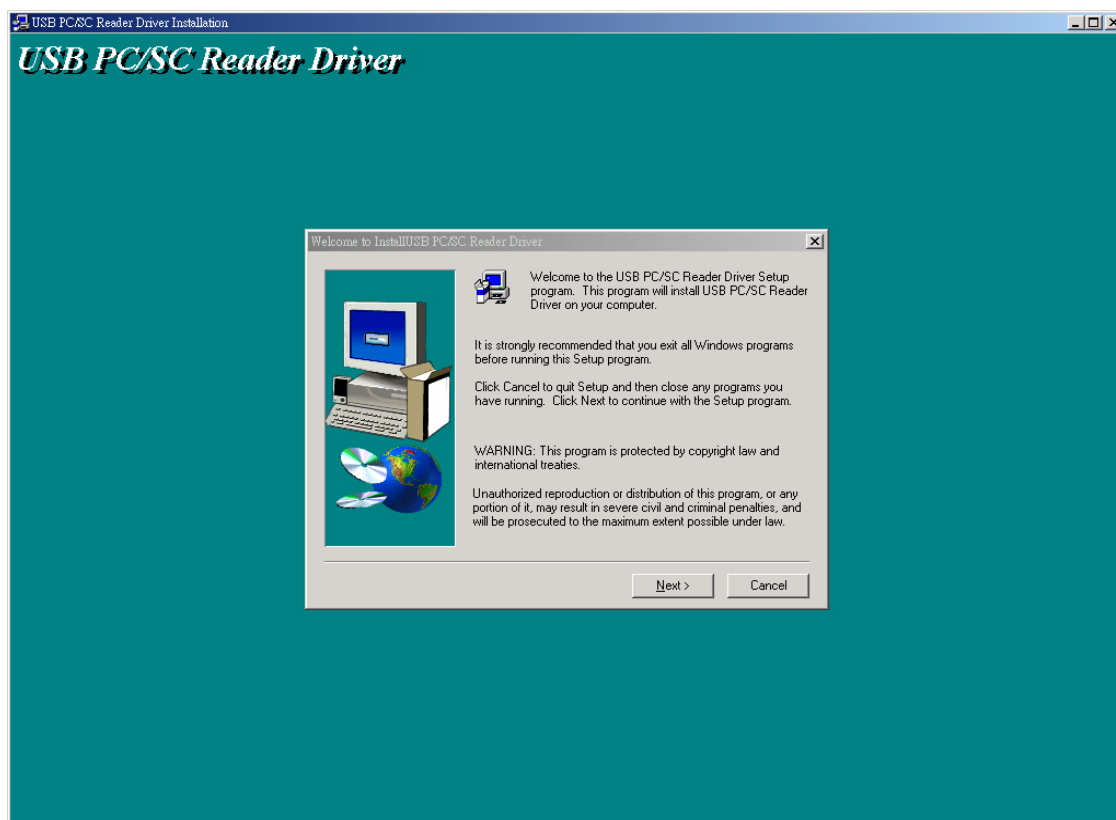 USB PC/SC Reader Driver Installation
USB PC/SC Reader Driver
Welcome to InstallUSB PC/SC Reader Driver
Welcome to the USB PC/SC Reader Driver Setup
program. This program will install USB PC/SC Reader
Driver on your computer.
It is strongly recommended that you exit all Windows programs
before running this Setup program.
Click Cancel to quit Setup and then close any programs you
have running. Click Next to continue with the Setup program.
WARNING: This program is protected by copyright law and
international treaties.
Unauthorized reproduction or distribution of this program, or any
portion of it, may result in severe civil and criminal penalties, and
will be prosecuted to the maximum extent possible under law.
Next >
Cancel